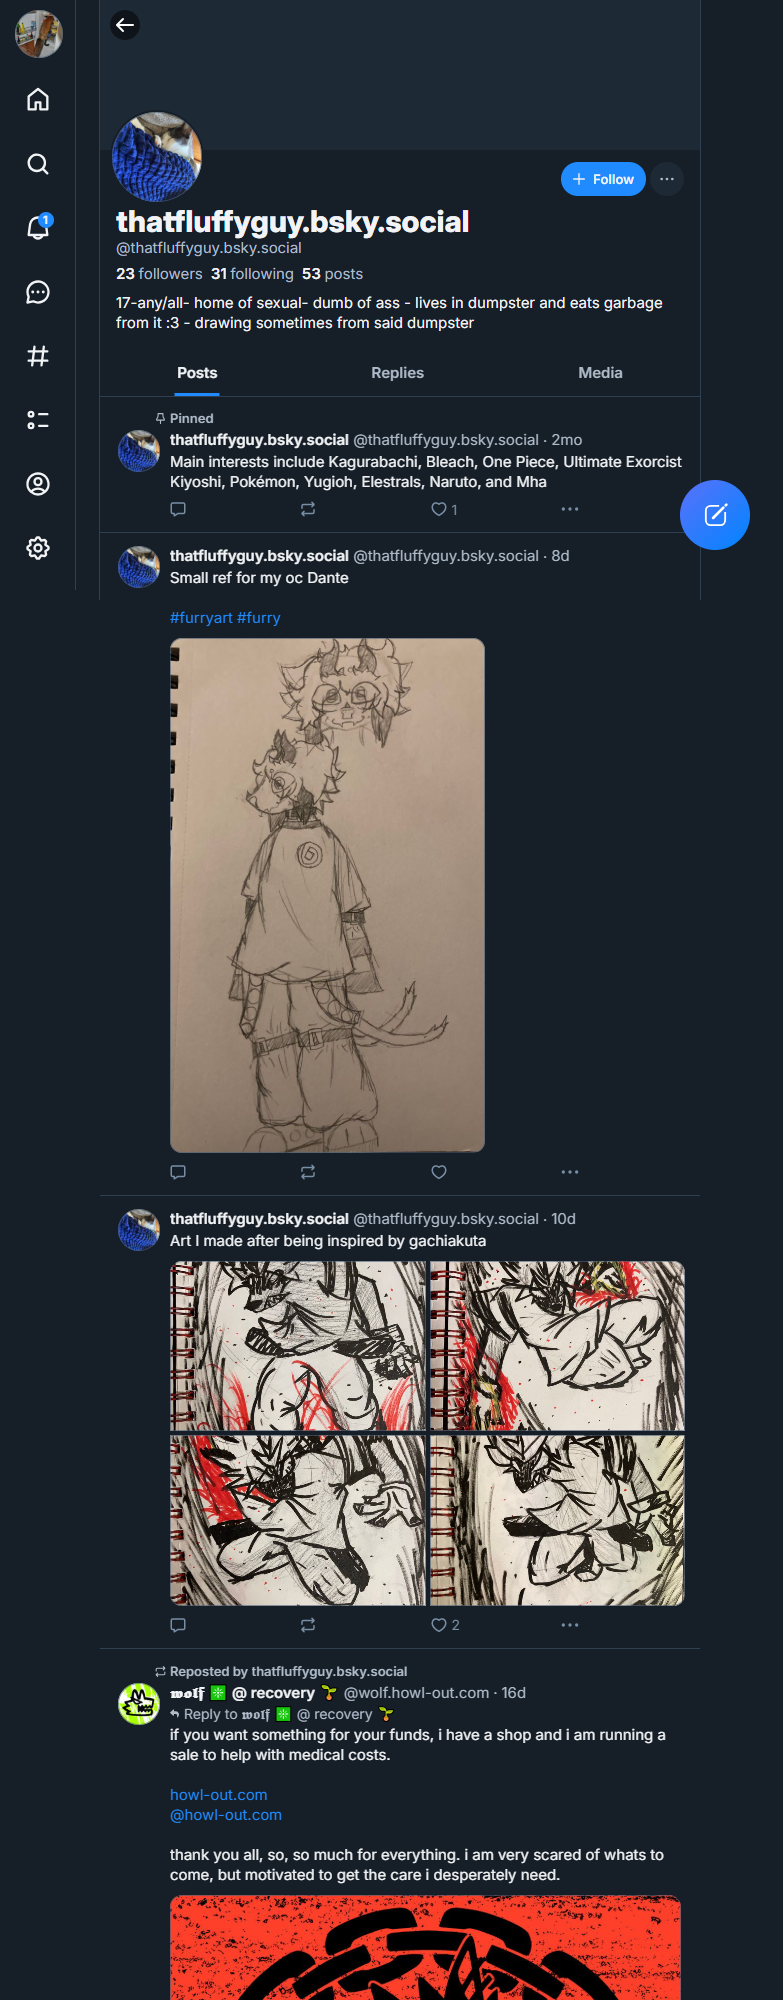 1
Follow
thatfluffyguy.bsky.social
@thatfluffyguy.bsky.social
23 followers 31 following 53 posts
17-any/all- home of sexual- dumb of ass - lives in dumpster and eats garbage
from it :3 - drawing sometimes from said dumpster
Posts Replies Media
Pinned
thatfluffyguy.bsky.social @thatfluffyguy.bsky.social · 2mo
Main interests include Kagurabachi, Bleach, One Piece, Ultimate Exorcist
Kiyoshi, Pokémon, Yugioh, Elestrals, Naruto, and Mha
1
thatfluffyguy.bsky.social @thatfluffyguy.bsky.social · 8d
Small ref for my oc Dante
#furryart #furry
6
thatfluffyguy.bsky.social @thatfluffyguy.bsky.social · 10d
Art I made after being inspired by gachiakuta
2
Reposted by thatfluffyguy.bsky.social
𝖜𝖔𝖑𝖋 ❇️ @ recovery 🌱 @wolf.howl-out.com · 16d
Reply to 𝖜𝖔𝖑𝖋 ❇️ @ recovery 🌱
if you want something for your funds, i have a shop and i am running a
sale to help with medical costs.
howl-out.com
@howl-out.com
thank you all, so, so much for everything. i am very scared of whats to
come, but motivated to get the care i desperately need.